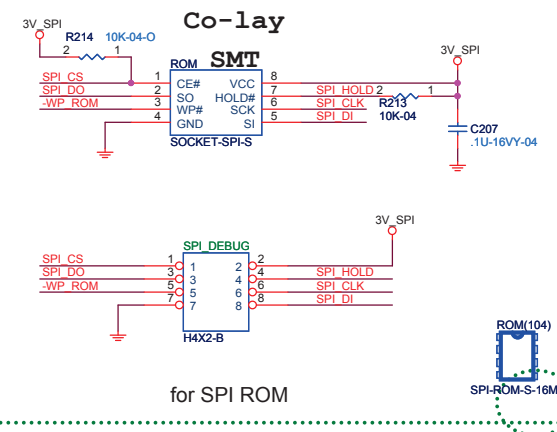 Co-lay
3V_SPI
R214 10K-04-O
2 1
ROM SMT
3V_SPI
SPI_CS 1 CE# VCC 8
SPI_DO 2 SO HOLD# 7 SPI_HOLD 2 1
-WP_ROM 3 WP# SCK 6 SPI_CLK R213
4 GND SI 5 SPI_DI 10K-04
SOCKET-SPI-S
C207
.1U-16VY-04
3V_SPI
SPI_DEBUG
SPI_CS 1 1 2 2
SPI_DO 3 3 4 4 SPI_HOLD
-WP_ROM 5 5 6 6 SPI_CLK
7 7 8 8 SPI_DI
H4X2-B
ROM(104)
for SPI ROM
SPI-ROM-S-16M